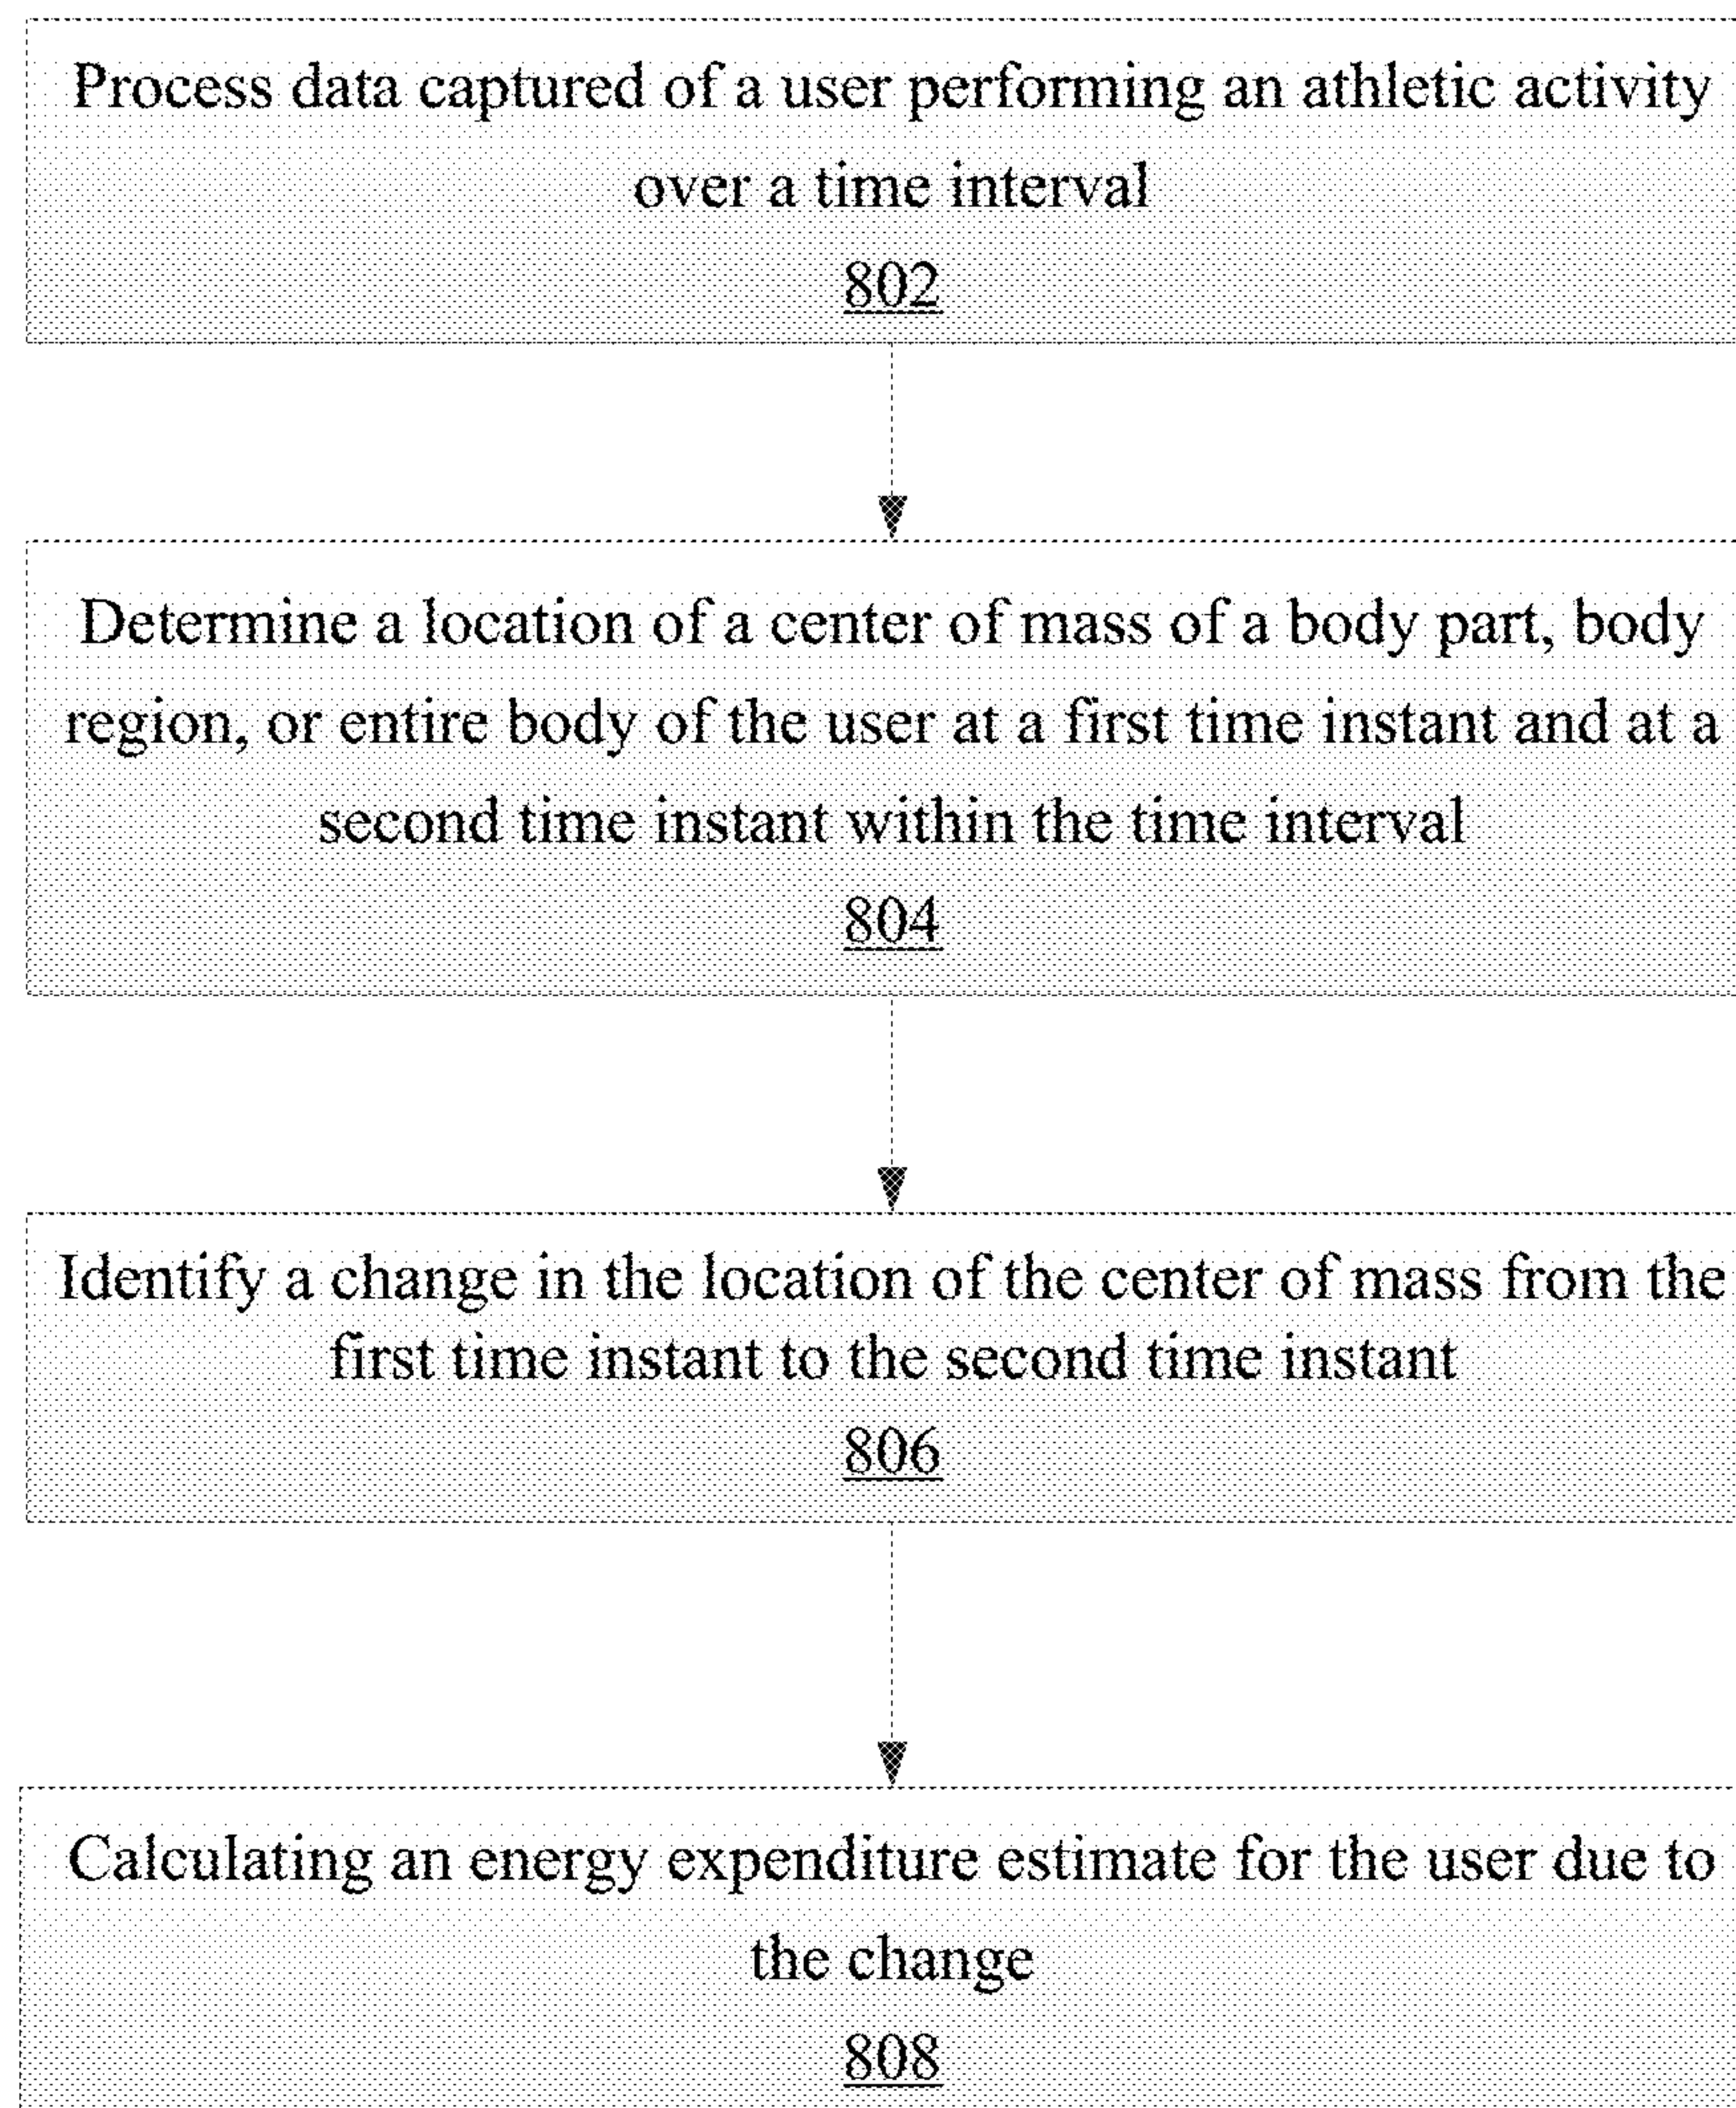 Process data captured of a user performing an athletic activity
over a time interval
802
Determine a location of a center of mass of a body part, body
region, or entire body of the user at a first time instant and at a
second time instant within the time interval
804
Identify a change in the location of the center of mass from the
first time instant to the second time instant
806
Calculating an energy expenditure estimate for the user due to
the change
808